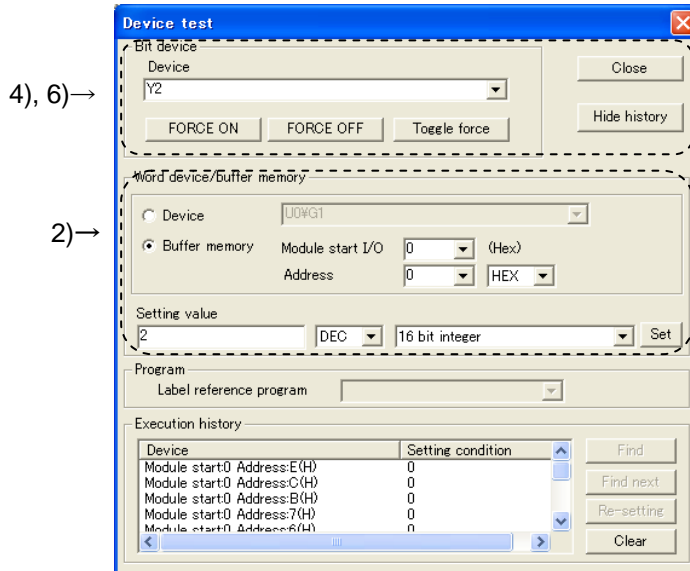 Device test
Bit device
Device
Y2
Close
4), 6)→
FORCE ON FORCE OFF Toggle force
Hide history
Word device/buffer memory
Device U0¥G1
2)→
Buffer memory Module start I/O 0 (Hex)
Address 0 HEX
Setting value
2 DEC 16 bit integer Set
Program
Label reference program
Execution history
Device Setting condition Find
Module start:0 Address:E(H) 0
Module start:0 Address:C(H) 0 Find next
Module start:0 Address:B(H) 0
Module start:0 Address:7(H) 0 Re-setting
Module start:0 Address:6(H) 0
Clear